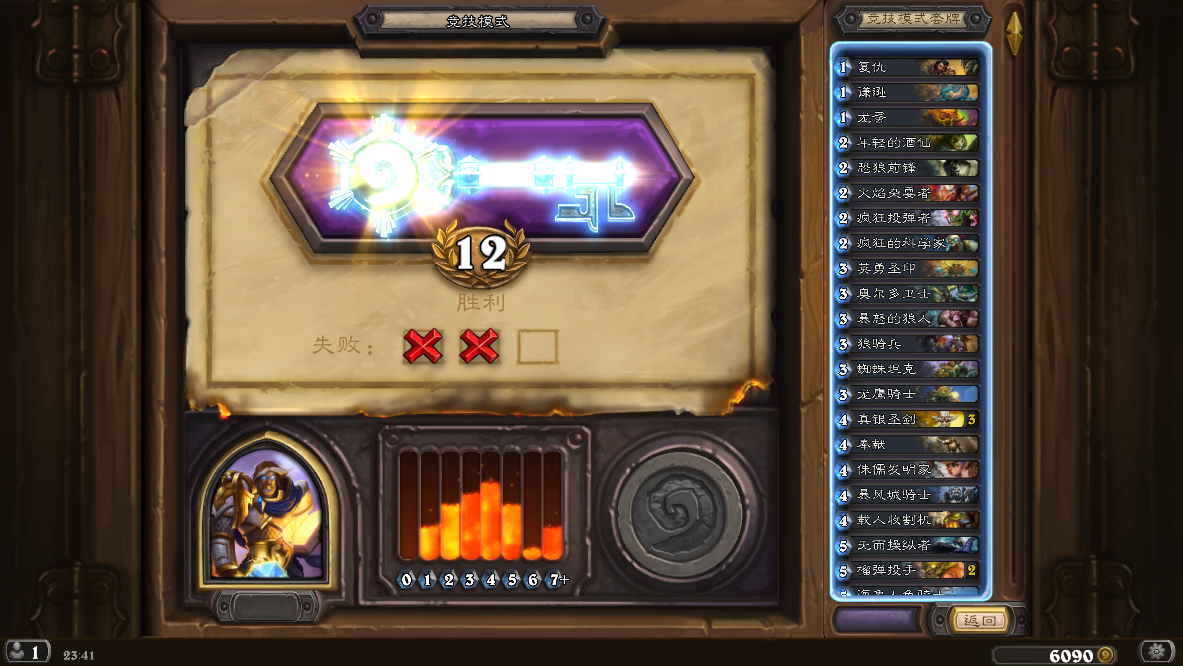 竞技模式
12
胜利
失败：
0 1 2 3 4 5 6 7+
竞技模式套牌
1 复仇
1 谦逊
1
2 年轻的酒仙
2 恐狼前锋
2 火焰杂耍者
2 疯狂投弹者
2 疯狂的科学家
3 英勇圣印
3 奥尔多卫士
3 暴怒的狼人
3 狼骑兵
3 蜘蛛坦克
3 龙鹰骑士
4 真银圣剑 3
4 奉献
4 侏儒发明家
4 暴风城骑士
4 载人收割机
5 无面操纵者
5 榴弹投手 2
返回
1
23:41
6090